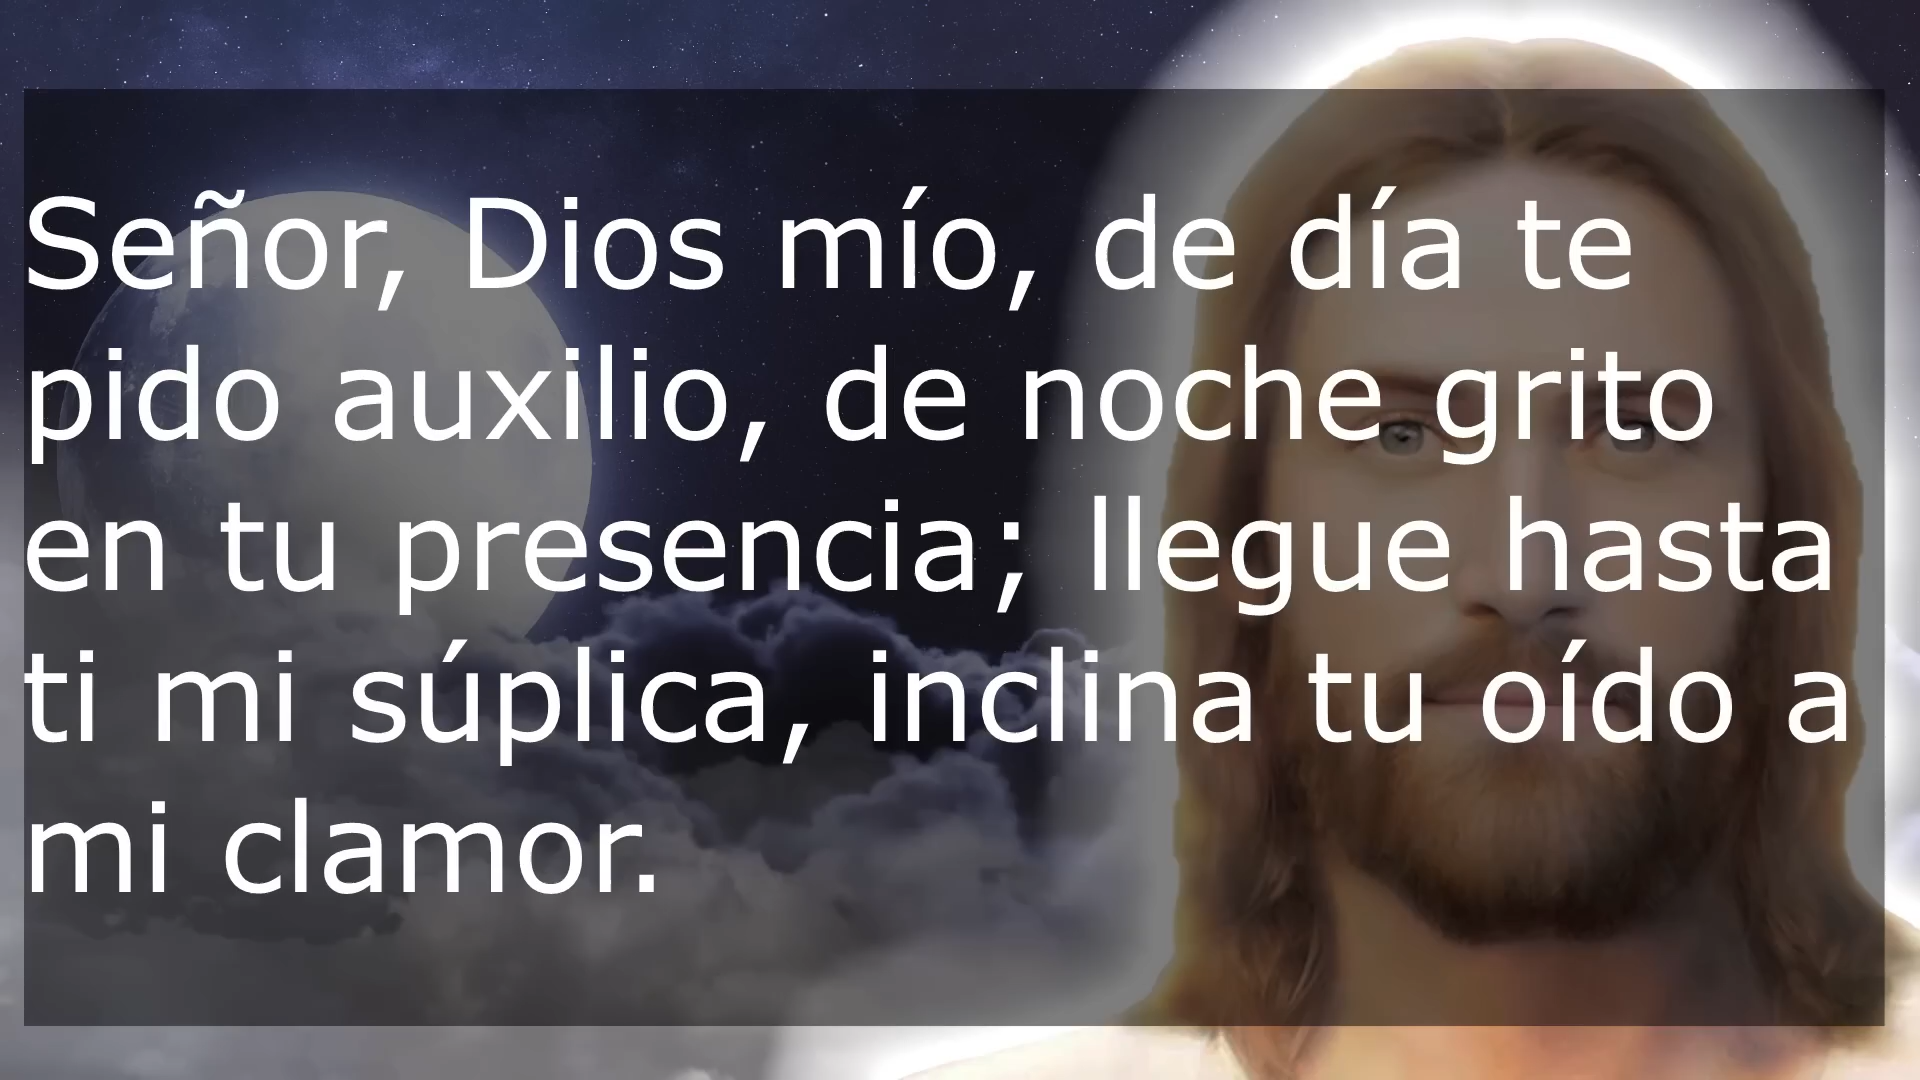 Señor, Dios mío, de día te
pido auxilio, de noche grito
en tu presencia; llegue hasta
ti mi súplica, inclina tu oído a
mi clamor.